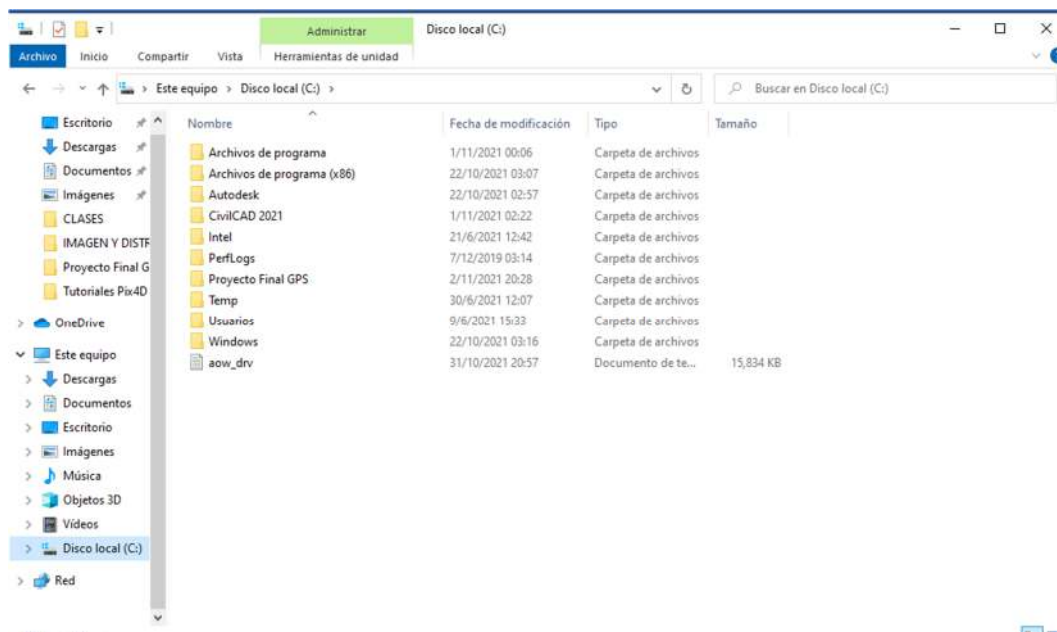 Administrar
Disco local (C:)
Archivo Inicio Compartir Vista Herramientas de unidad
Este equipo > Disco local (C:) >
Buscar en Disco local (C:)
Escritorio
Descargas
Documentos
Imágenes
CLASES
IMAGEN Y DISTF
Proyecto Final G
Tutoriales Pix4D
OneDrive
Este equipo
Descargas
Documentos
Escritorio
Imágenes
Música
Objetos 3D
Vídeos
Disco local (C:)
Red
Nombre Fecha de modificación Tipo Tamaño
Archivos de programa 1/11/2021 00:06 Carpeta de archivos
Archivos de programa (x86) 22/10/2021 03:07 Carpeta de archivos
Autodesk 22/10/2021 02:57 Carpeta de archivos
CivilCAD 2021 1/11/2021 02:22 Carpeta de archivos
Intel 21/6/2021 12:42 Carpeta de archivos
PerfLogs 7/12/2019 03:14 Carpeta de archivos
Proyecto Final GPS 2/11/2021 20:28 Carpeta de archivos
Temp 30/6/2021 12:07 Carpeta de archivos
Usuarios 9/6/2021 15:33 Carpeta de archivos
Windows 22/10/2021 03:16 Carpeta de archivos
aow_drv 31/10/2021 20:57 Documento de te... 15,834 KB